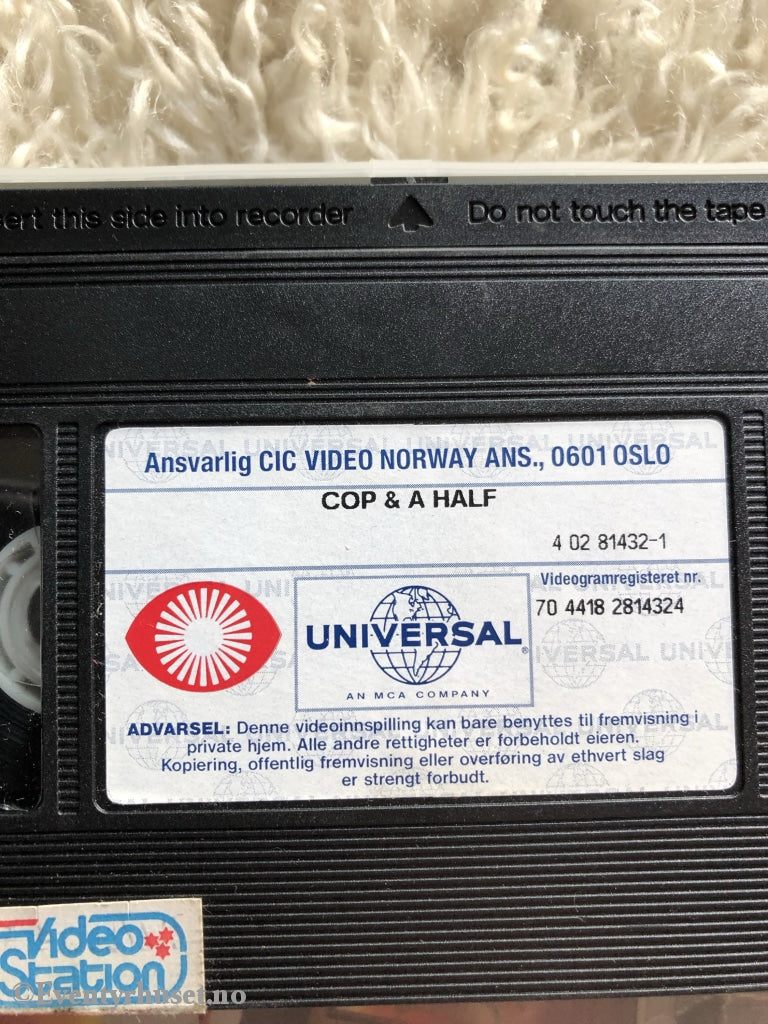 ert this side into recorder Do not touch the tape
Ansvarlig CIC VIDEO NORWAY ANS., 0601 OSLO
COP & A HALF
4 02 81432-1
Videogramregisteret nr.
70 4418 2814324
UNIVERSAL
AN MCA COMPANY
ADVARSEL: Denne videoinnspilling kan bare benyttes til fremvisning i
private hjem. Alle andre rettigheter er forbeholdt eieren.
Kopiering, offentlig fremvisning eller overføring av ethvert slag
er strengt forbudt.
Video
Station
©Eventyrhuset.no